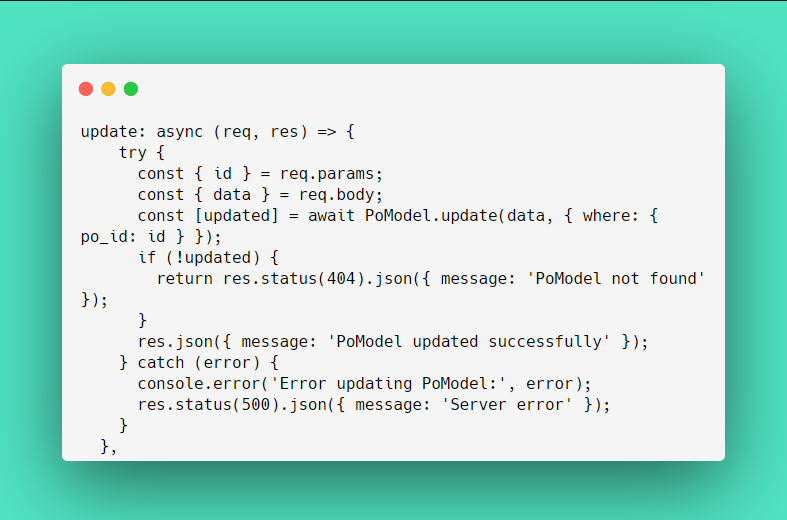 update: async (req, res) => {
    try {
      const { id } = req.params;
      const { data } = req.body;
      const [updated] = await PoModel.update(data, { where: {
po_id: id } });
      if (!updated) {
        return res.status(404).json({ message: 'PoModel not found'
});
      }
      res.json({ message: 'PoModel updated successfully' });
    } catch (error) {
      console.error('Error updating PoModel:', error);
      res.status(500).json({ message: 'Server error' });
    }
  },